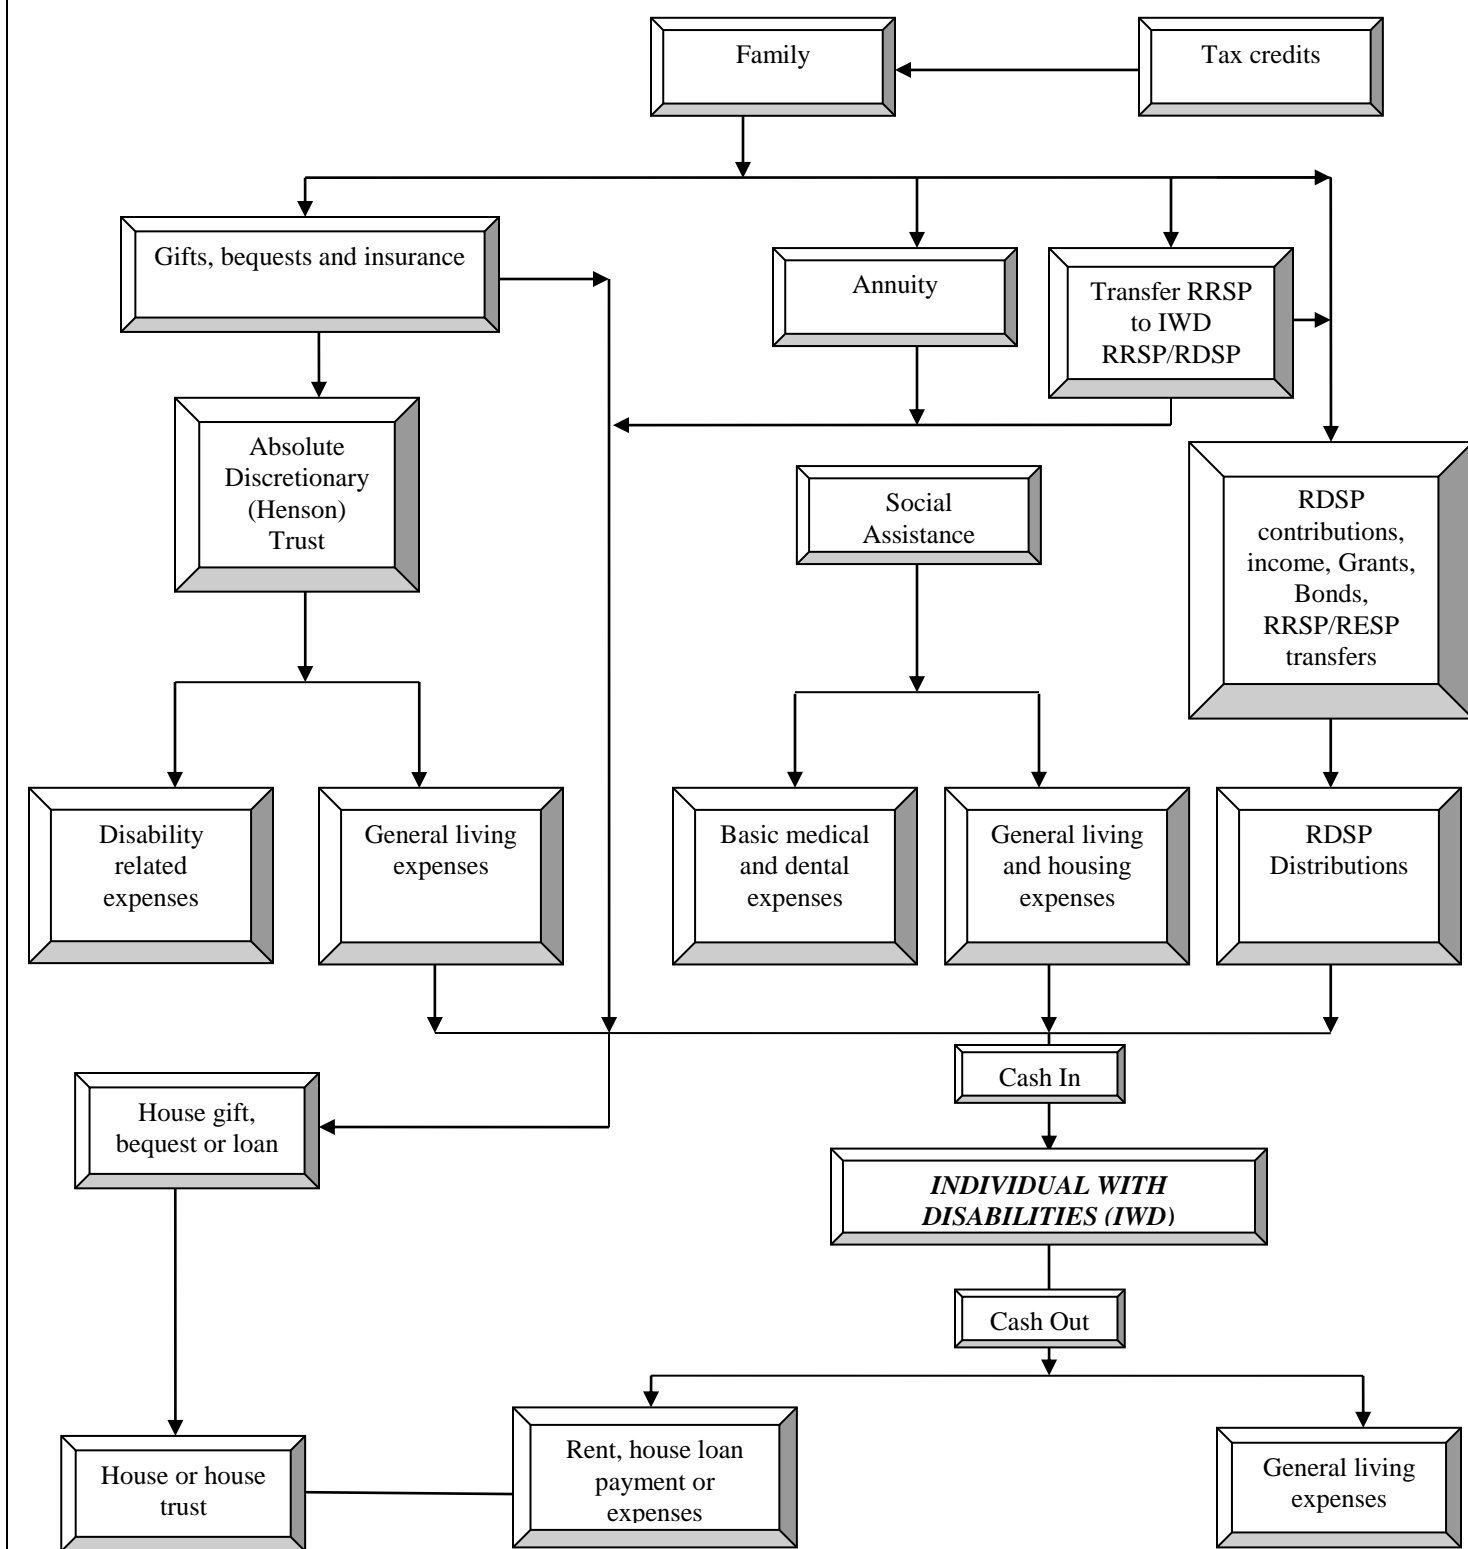 Family
Tax credits
Gifts, bequests and insurance
Annuity
Transfer RRSP
to IWD
RRSP/RDSP
Absolute
Discretionary
(Henson)
Trust
Social
Assistance
RDSP
contributions,
income, Grants,
Bonds,
RRSP/RESP
transfers
Disability
related
expenses
General living
expenses
Basic medical
and dental
expenses
General living
and housing
expenses
RDSP
Distributions
Cash In
House gift,
bequest or loan
INDIVIDUAL WITH
DISABILITIES (IWD)
Cash Out
House or house
trust
Rent, house loan
payment or
expenses
General living
expenses